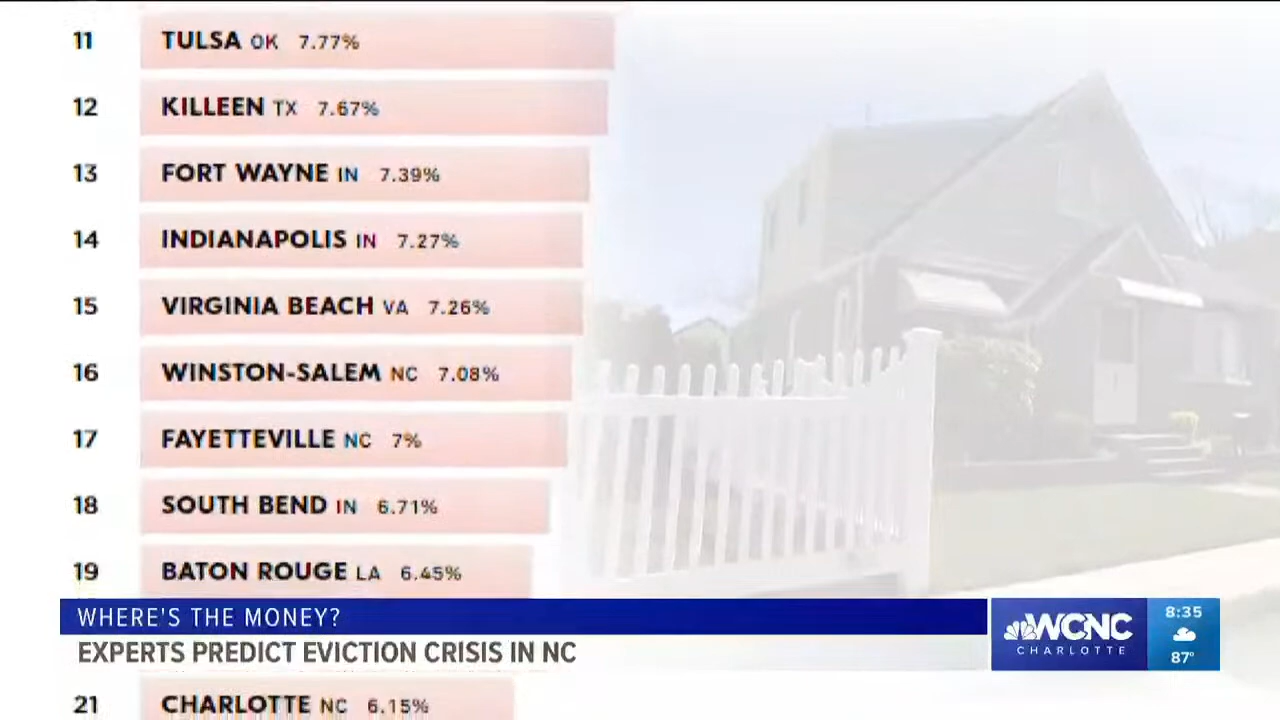 11 TULSA OK 7.77%
12 KILLEEN TX 7.67%
13 FORT WAYNE IN 7.39%
14 INDIANAPOLIS IN 7.27%
15 VIRGINIA BEACH VA 7.26%
16 WINSTON-SALEM NC 7.08%
17 FAYETTEVILLE NC 7%
18 SOUTH BEND IN 6.71%
19 BATON ROUGE LA 6.45%
WHERE'S THE MONEY?
EXPERTS PREDICT EVICTION CRISIS IN NC
WCNC
CHARLOTTE
8:35
87°
21 CHARLOTTE NC 6.15%